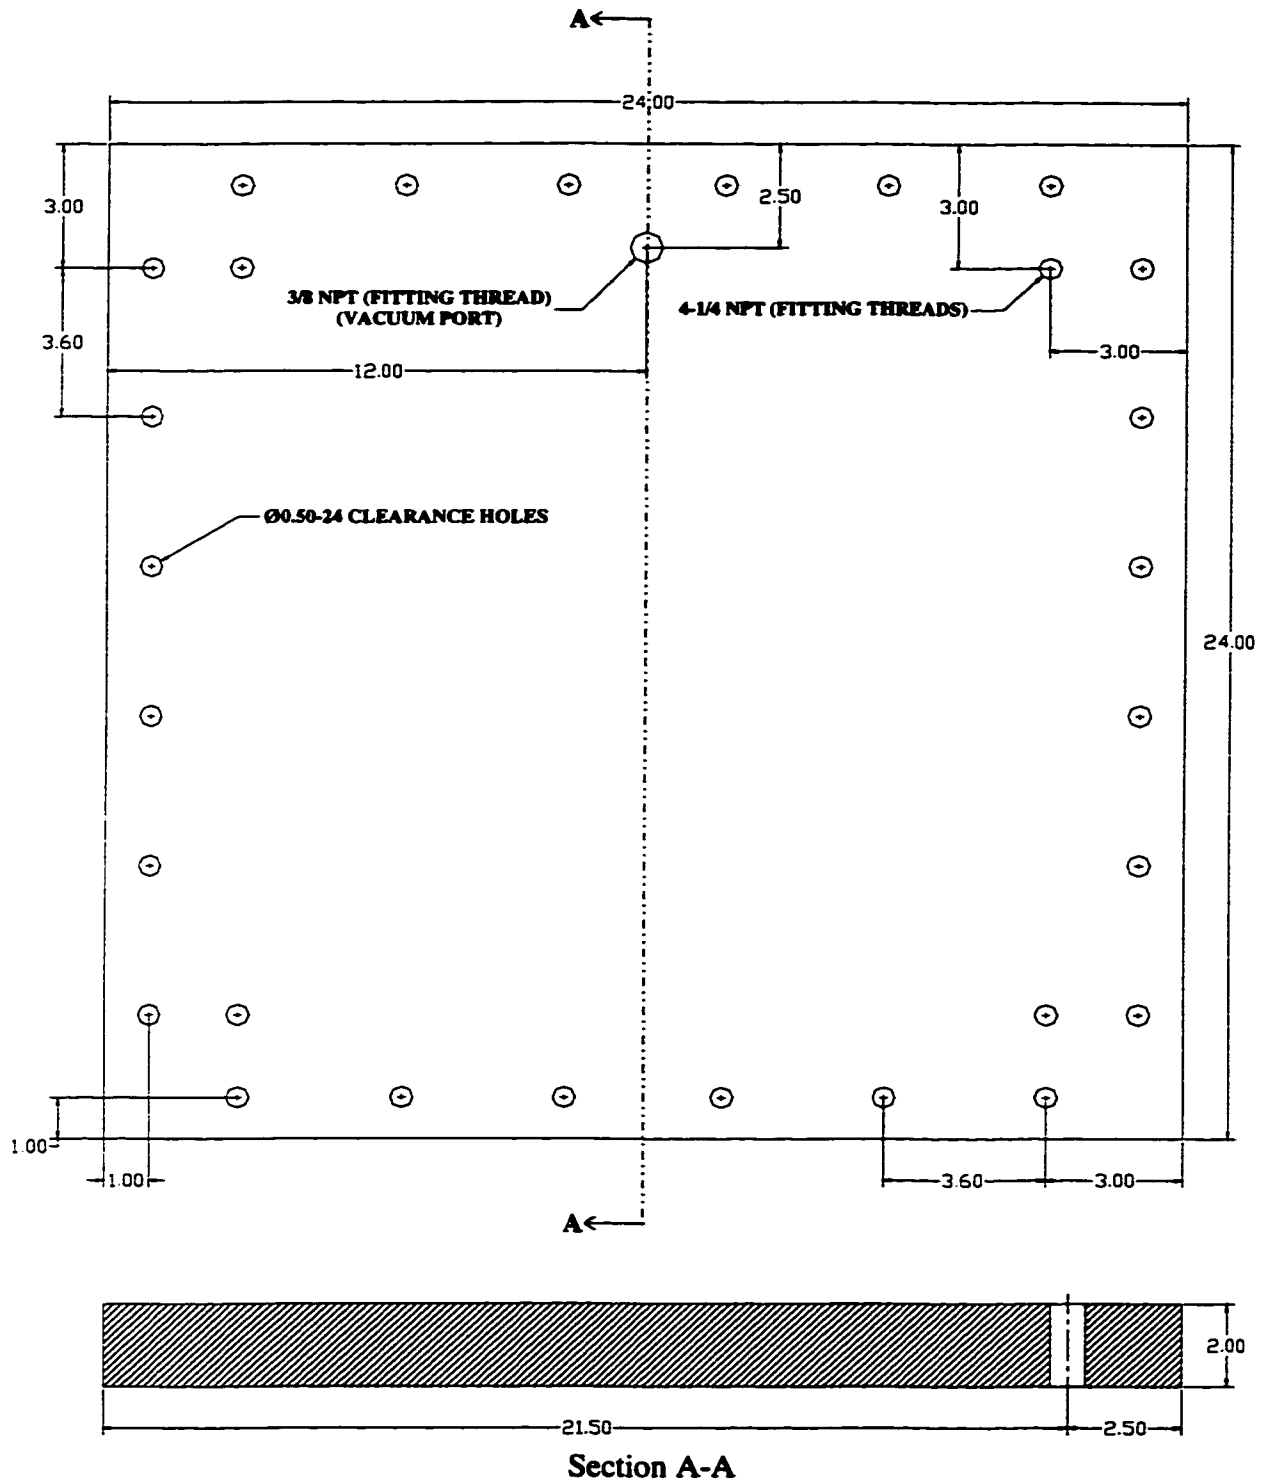 A
24.00
3.00
2.50
3.00
3/8 NPT (FITTING THREAD)
(VACUUM PORT)
4-1/4 NPT (FITTING THREADS)
3.60
3.00
12.00
Ø0.50-24 CLEARANCE HOLES
24.00
1.00
1.00
3.60
3.00
A
2.00
21.50
2.50
Section A-A